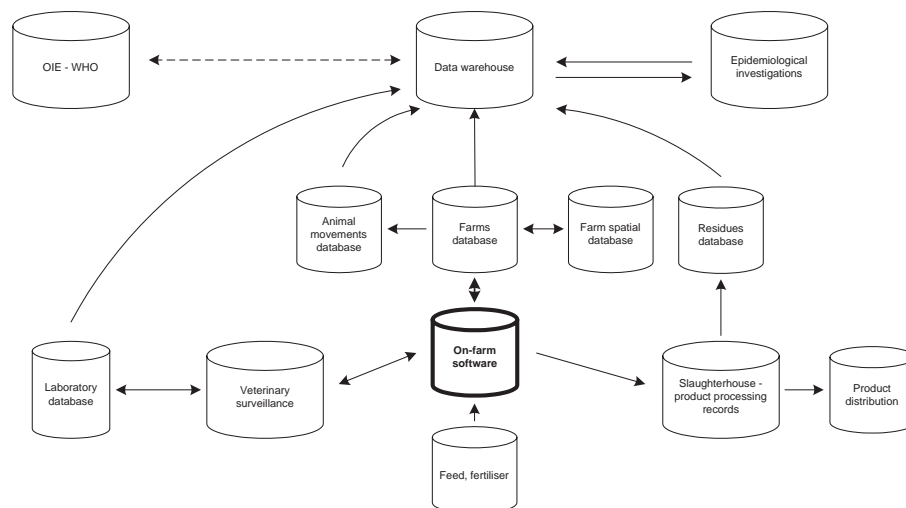 OIE - WHO
Data warehouse
Epidemiological
investigations
Animal
movements
database
Farms
database
Farm spatial
database
Residues
database
On-farm
software
Laboratory
database
Veterinary
surveillance
Slaughterhouse -
product processing
records
Product
distribution
Feed, fertiliser